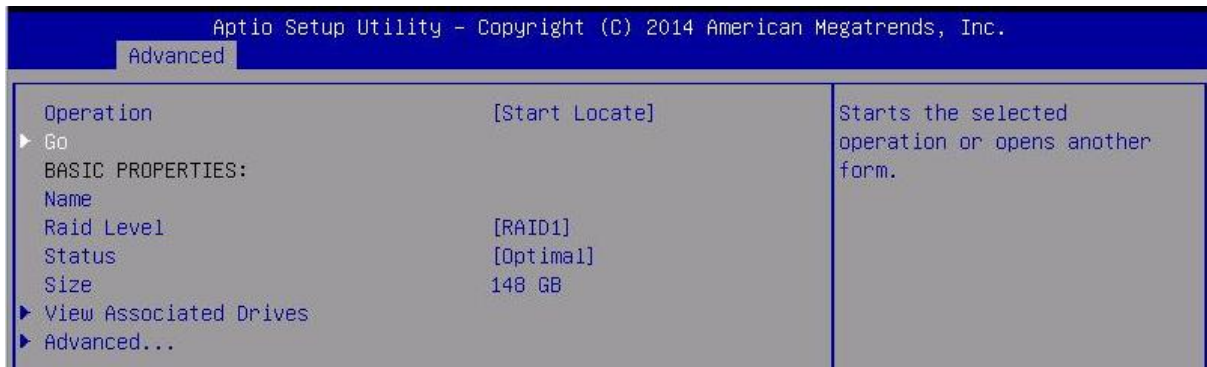 Aptio Setup Utility – Copyright (C) 2014 American Megatrends, Inc.
Advanced
Operation [Start Locate]
Go
BASIC PROPERTIES:
Name
Raid Level [RAID1]
Status [Optimal]
Size 148 GB
View Associated Drives
Advanced...
Starts the selected
operation or opens another
form.